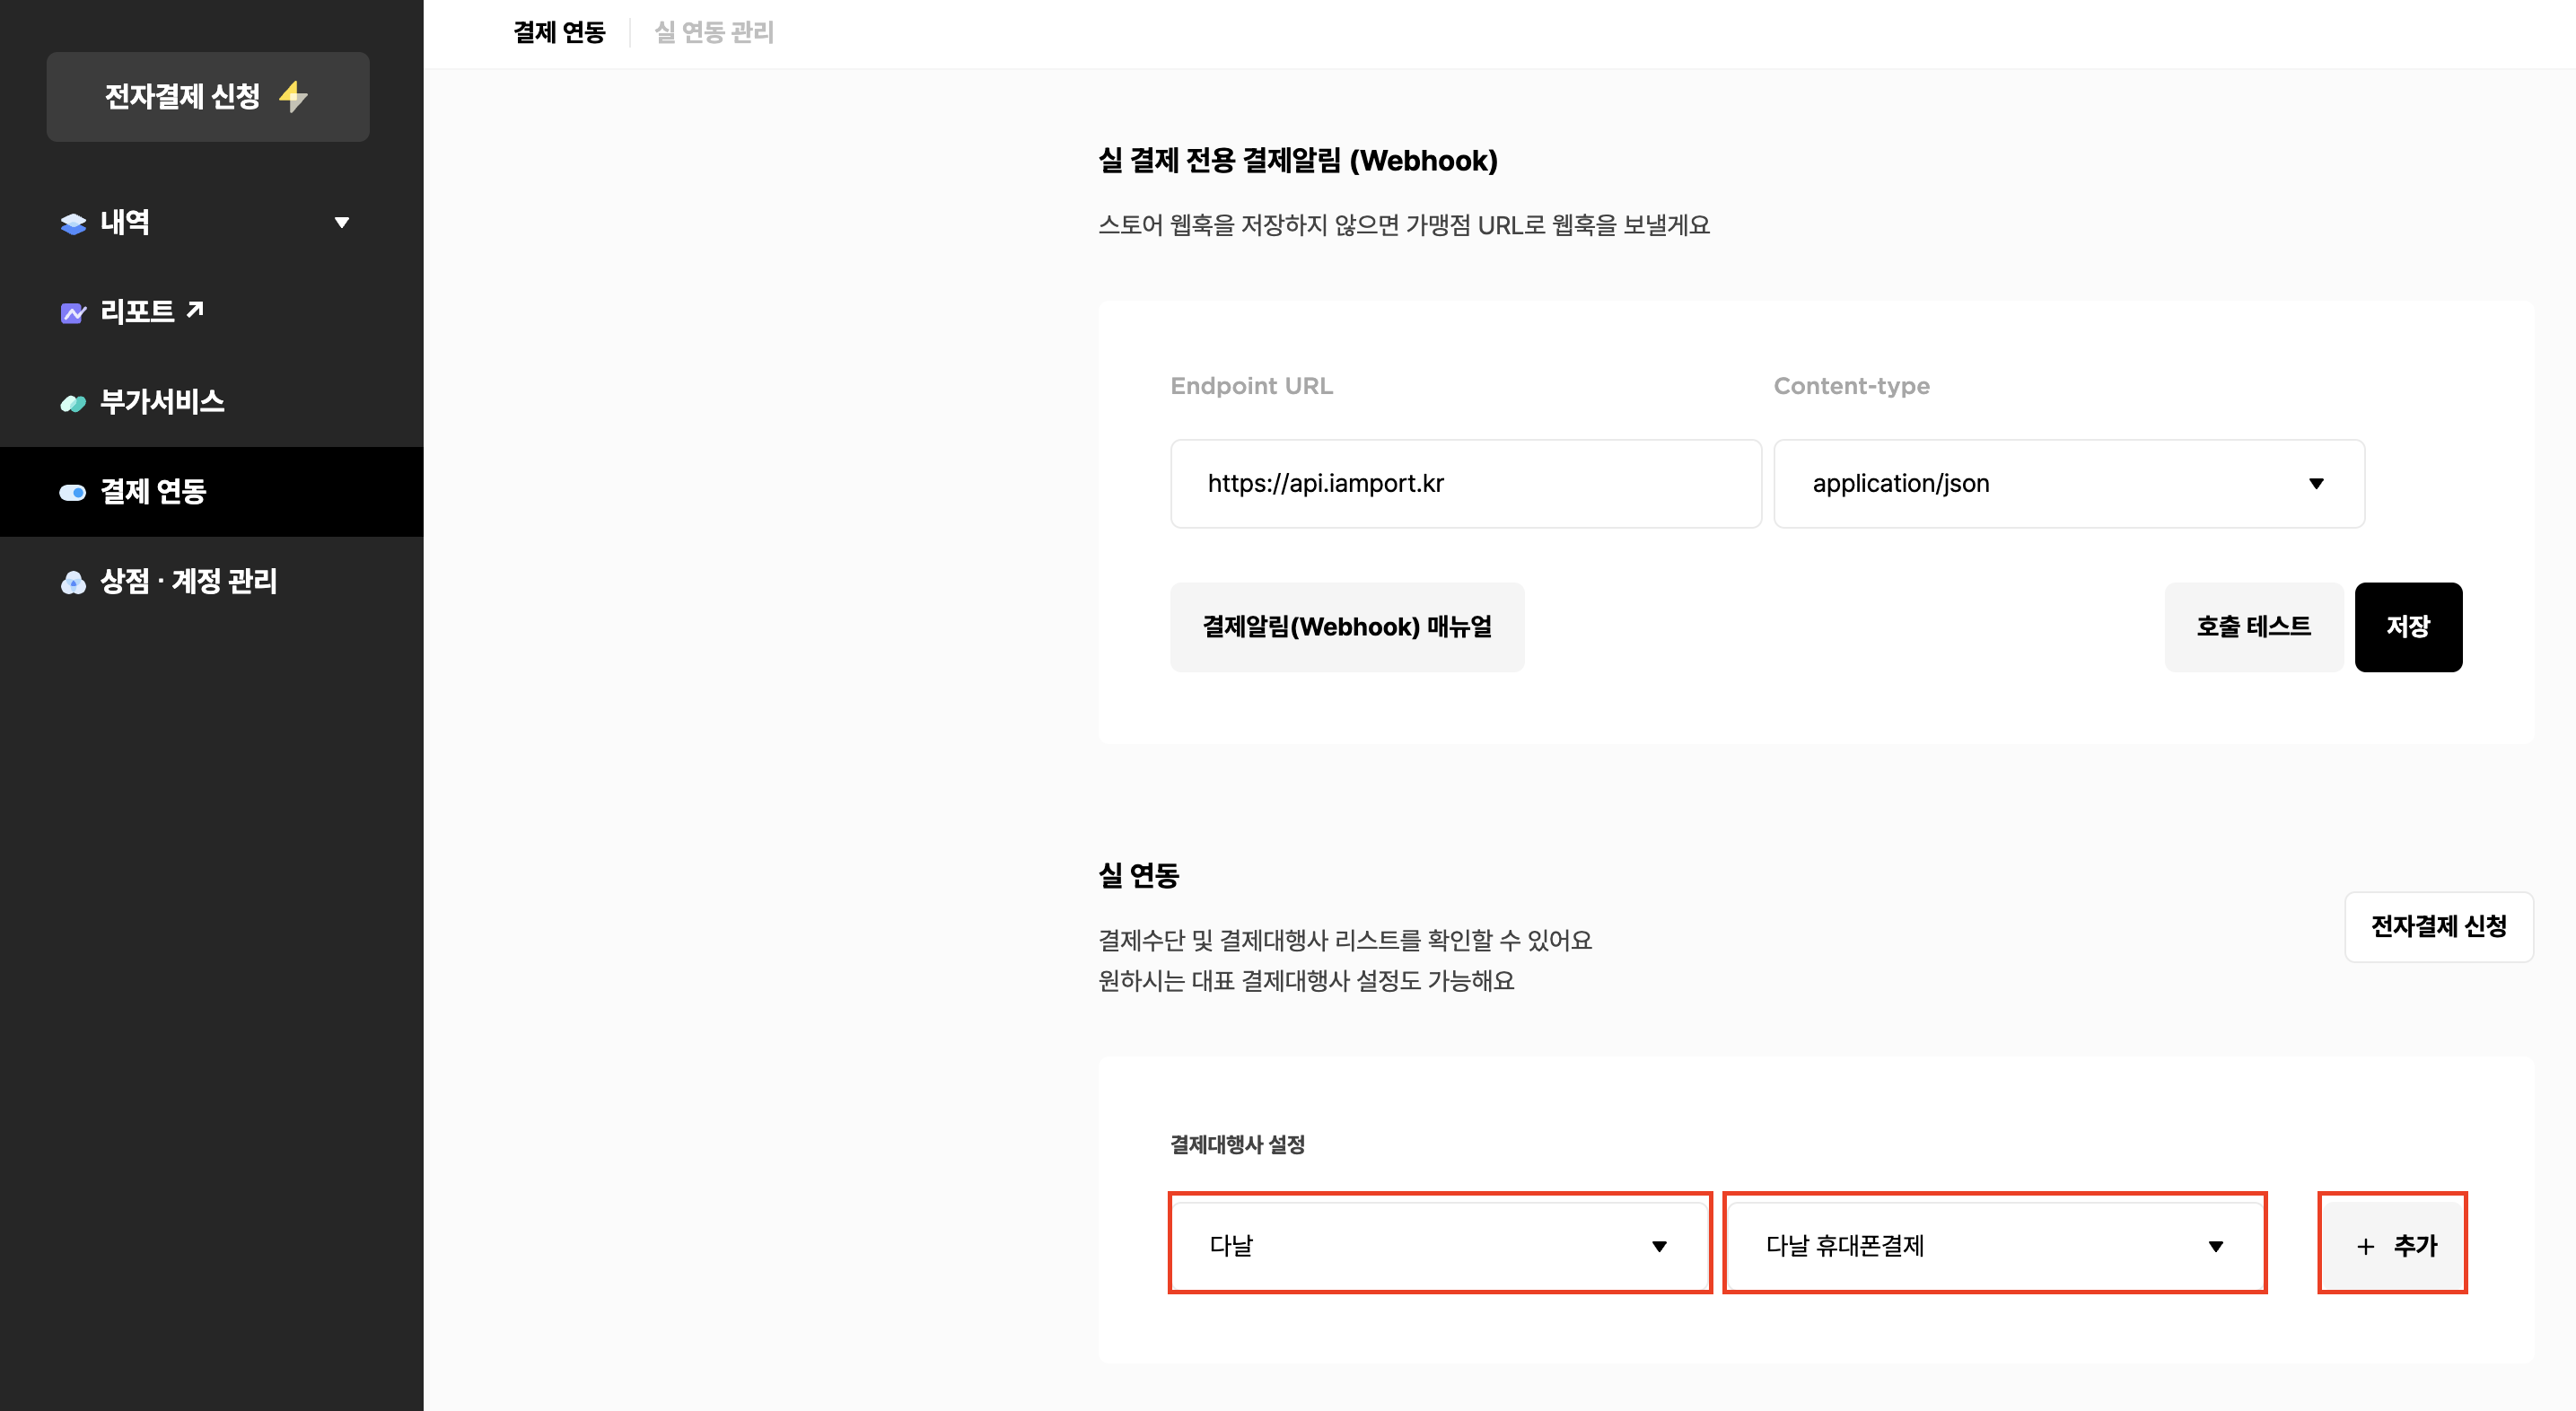 전자결제 신청
내역
리포트
부가서비스
결제 연동
상점 · 계정 관리
결제 연동
실 연동 관리
실 결제 전용 결제알림 (Webhook)
스토어 웹훅을 저장하지 않으면 가맹점 URL로 웹훅을 보낼게요
Endpoint URL
Content-type
https://api.iamport.kr
application/json
결제알림(Webhook) 매뉴얼
호출 테스트
저장
실 연동
결제수단 및 결제대행사 리스트를 확인할 수 있어요
원하시는 대표 결제대행사 설정도 가능해요
전자결제 신청
결제대행사 설정
다날
다날 휴대폰결제
+ 추가